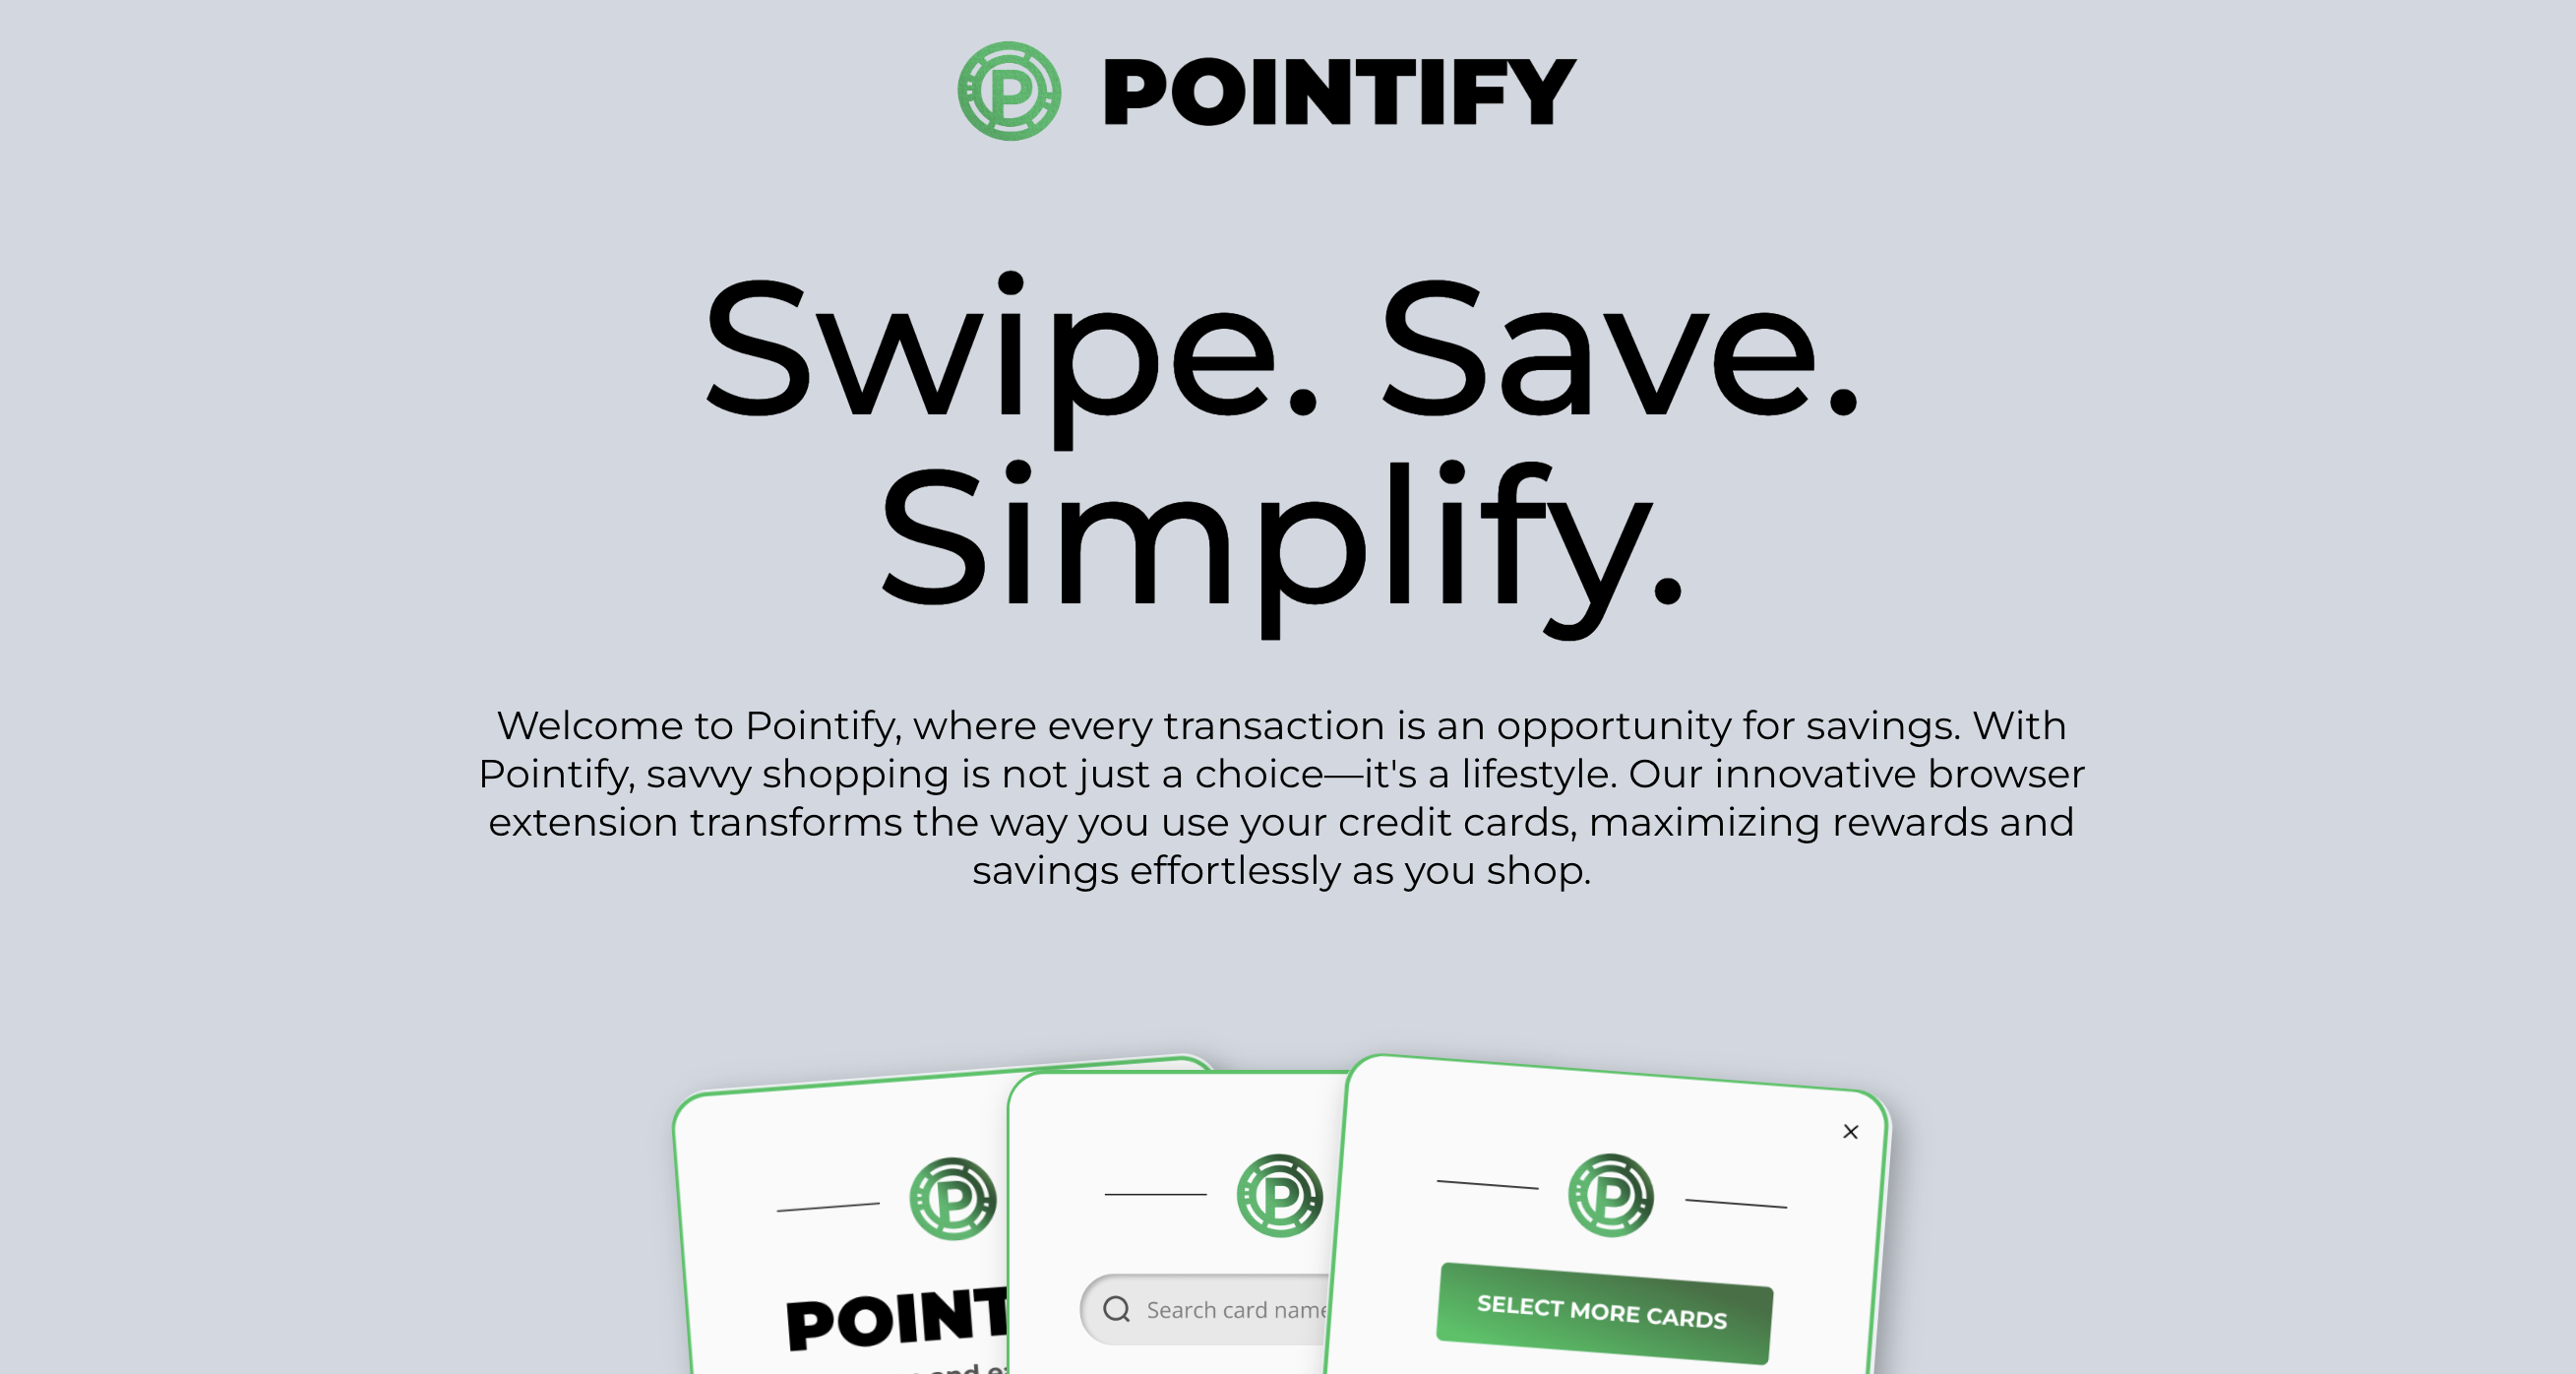 POINTIFY
Swipe. Save.
Simplify.
Welcome to Pointify, where every transaction is an opportunity for savings. With
Pointify, savvy shopping is not just a choice—it's a lifestyle. Our innovative browser
extension transforms the way you use your credit cards, maximizing rewards and
savings effortlessly as you shop.
P
P
P
P
POINT
and
Search card name
SELECT MORE CARDS